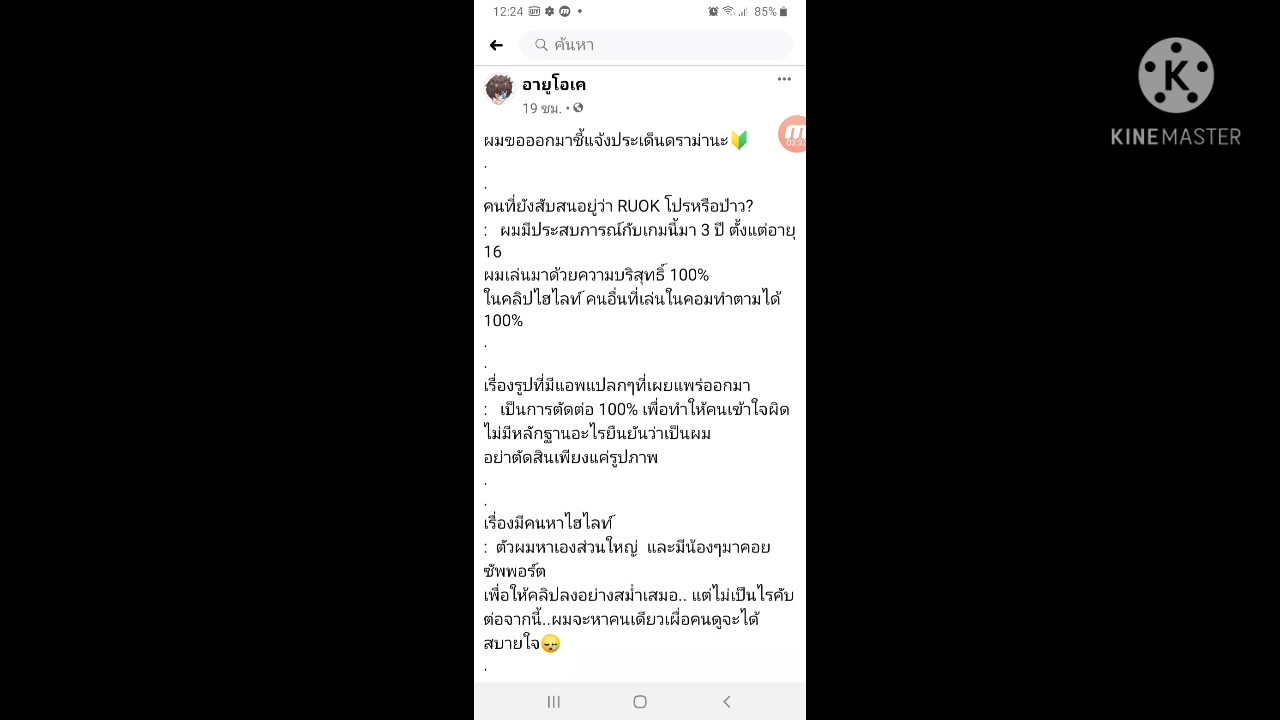 12:24
85%
ค้นหา
อายูโอเค
19 ชม.
ผมขอออกมาชี้แจ้งประเด็นดราม่านะ🔰
.
.
คนที่ยังสับสนอยู่ว่า RUOK โปรหรือป่าว?
: ผมมีประสบการณ์กับเกมนี้มา 3 ปี ตั้งแต่อายุ
16
ผมเล่นมาด้วยความบริสุทธิ์ 100%
ในคลิปไฮไลท์ คนอื่นที่เล่นในคอมทำตามได้
100%
.
.
เรื่องรูปที่มีแอพแปลกๆที่เผยแพร่ออกมา
: เป็นการตัดต่อ 100% เพื่อทำให้คนเข้าใจผิด
ไม่มีหลักฐานอะไรยืนยันว่าเป็นผม
อย่าตัดสินเพียงแค่รูปภาพ
.
.
เรื่องมีคนหาไฮไลท์
: ตัวผมหาเองส่วนใหญ่ และมีน้องๆมาคอย
ซัพพอร์ต
เพื่อให้คลิปลงอย่างสม่ำเสมอ.. แต่ไม่เป็นไรคับ
ต่อจากนี้..ผมจะหาคนเดียวเผื่อคนดูจะได้
สบายใจ😪
.
K
KINEMASTER